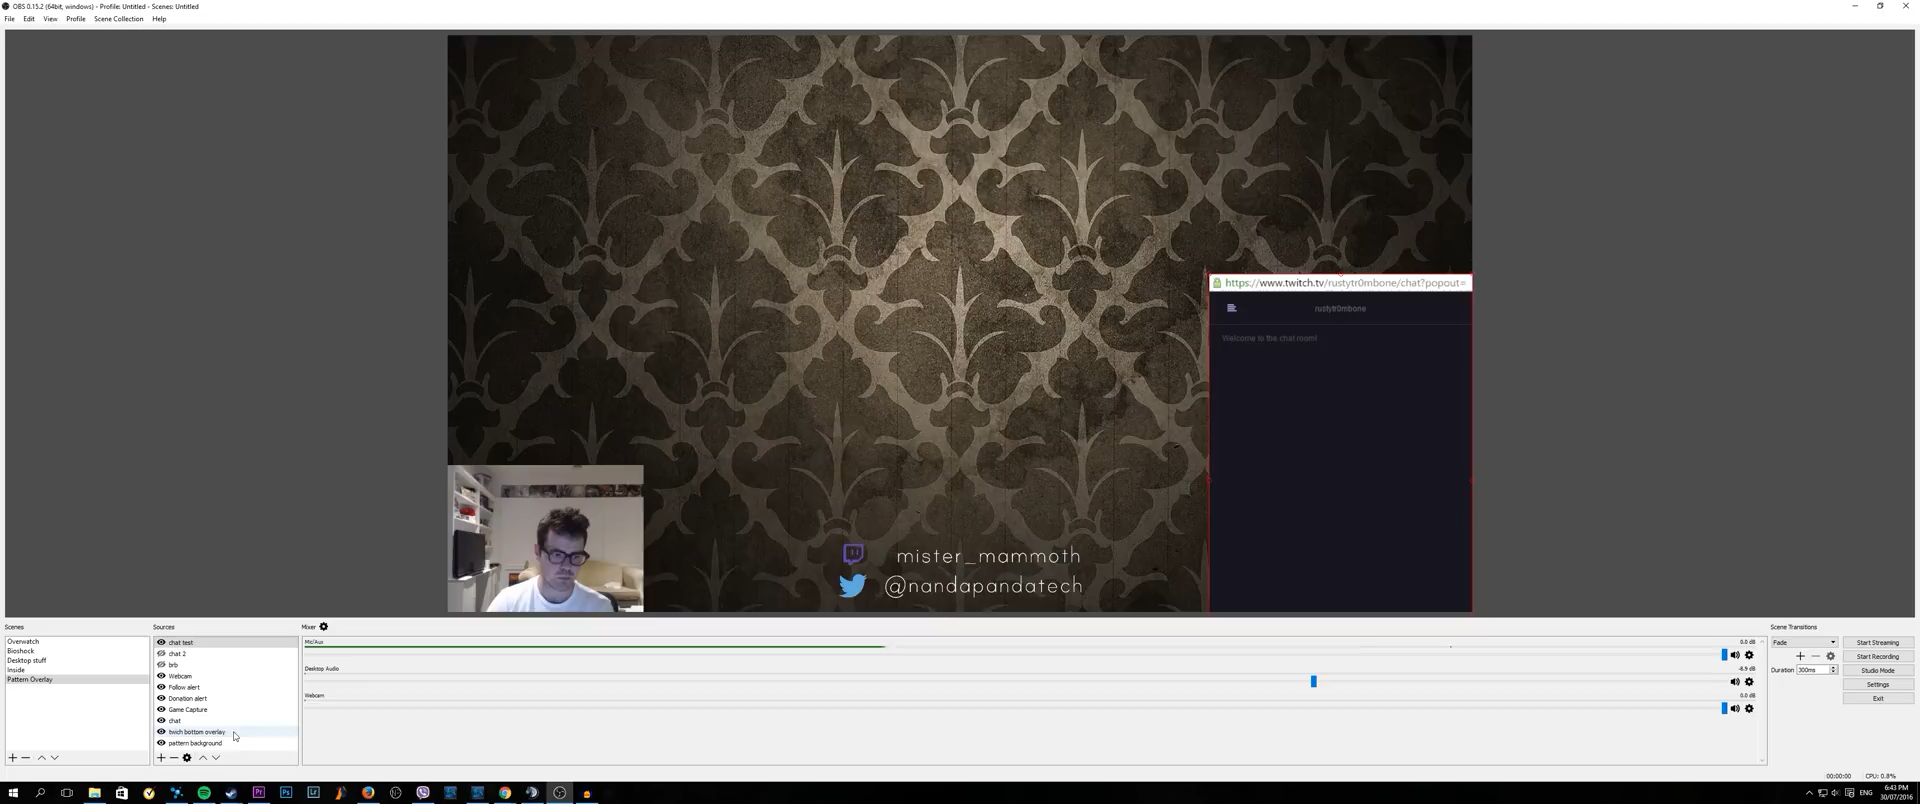 OBS 0.15.2 (64bit, windows) - Profile: Untitled - Scenes: Untitled
File Edit View Profile Scene Collection Help
https://www.twitch.tv/rustytr0mbone/chat?popout=
rustytr0mbone
Welcome to the chat room!
mister_mammoth
@nandapandatech
Scenes Sources Mixer Scene Transitions
Overwatch
Bioshock
Desktop stuff
Inside
Pattern Overlay
chat test
chat 2
brb
Webcam
Follow alert
Donation alert
Game Capture
chat
twich bottom overlay
pattern background
Mic/Aux 0.0 dB
Desktop Audio -8.9 dB
Webcam 0.0 dB
Fade
Duration 300ms
Start Streaming
Start Recording
Studio Mode
Settings
Exit
00:00:00 CPU: 0.8%
ENG
6:43 PM
30/07/2016